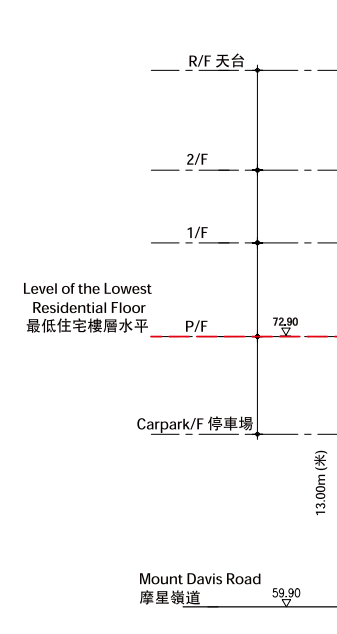 R/F 天台
2/F
1/F
Level of the Lowest
Residential Floor
最低住宅樓層水平
P/F
72.90
Carpark/F 停車場
13.00m (米)
Mount Davis Road
摩星嶺道
59.90